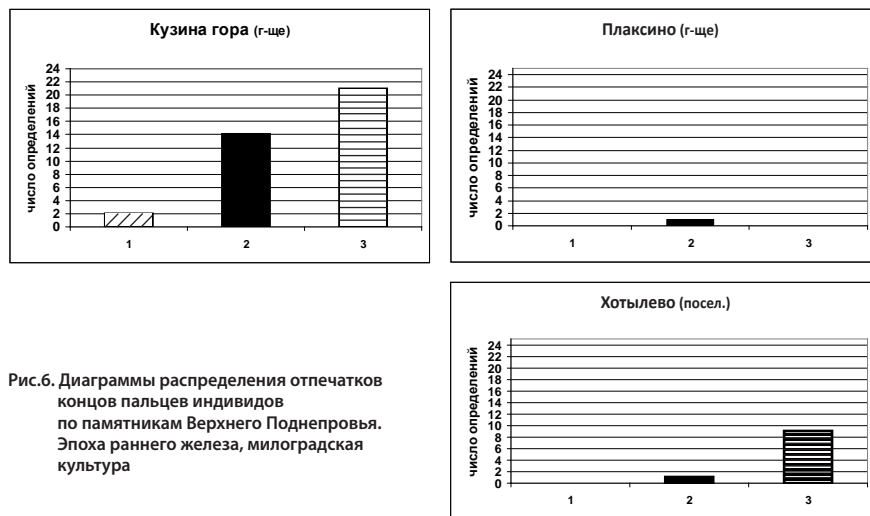 Кузина гора (г-ще)
число определений
24
22
20
18
16
14
12
10
8
6
4
2
0
1 2 3
Плаксино (г-ще)
число определений
24
22
20
18
16
14
12
10
8
6
4
2
0
1 2 3
Хотылево (посел.)
число определений
24
22
20
18
16
14
12
10
8
6
4
2
0
1 2 3
Рис.6. Диаграммы распределения отпечатков
концов пальцев индивидов
по памятникам Верхнего Поднепровья.
Эпоха раннего железа, милоградская
культура